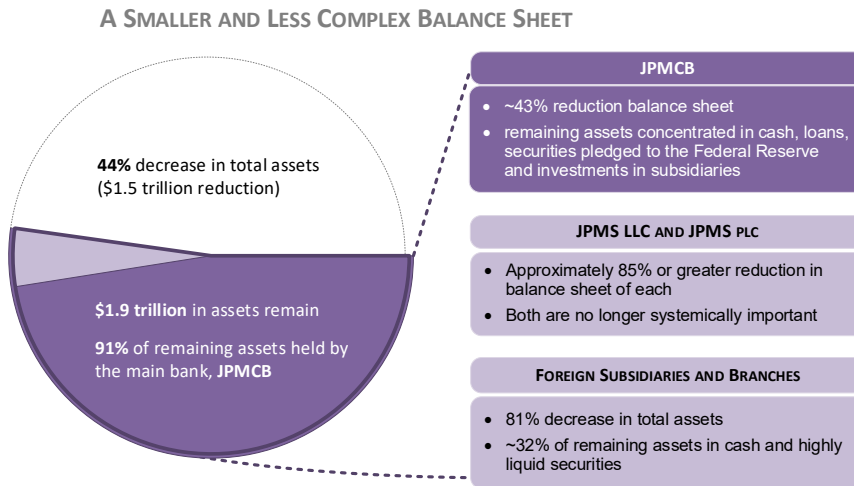 A SMALLER AND LESS COMPLEX BALANCE SHEET
44% decrease in total assets
($1.5 trillion reduction)
$1.9 trillion in assets remain
91% of remaining assets held by
the main bank, JPMCB
JPMCB
• ~43% reduction balance sheet
• remaining assets concentrated in cash, loans,
securities pledged to the Federal Reserve
and investments in subsidiaries
JPMS LLC AND JPMS PLC
• Approximately 85% or greater reduction in
balance sheet of each
• Both are no longer systemically important
FOREIGN SUBSIDIARIES AND BRANCHES
• 81% decrease in total assets
• ~32% of remaining assets in cash and highly
liquid securities